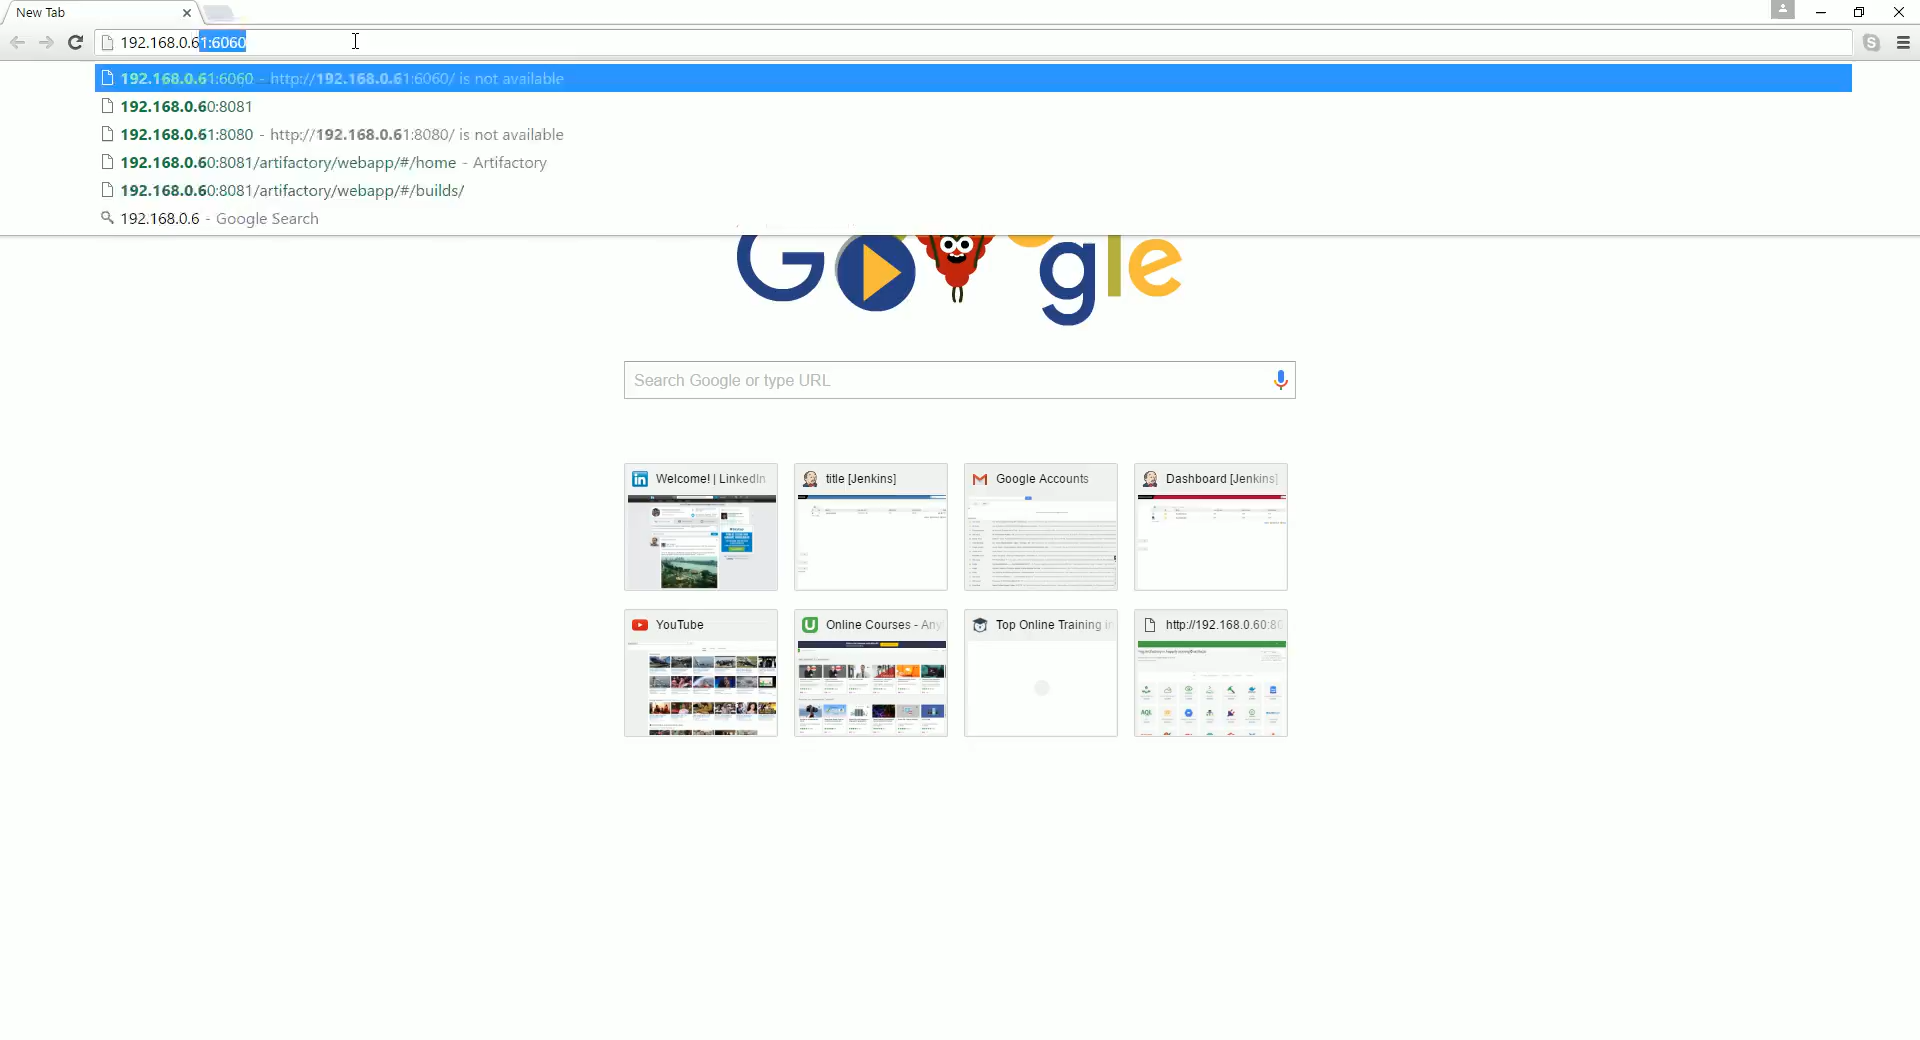 New Tab
192.168.0.61:6060
192.168.0.61:6060 - http://192.168.0.61:6060/ is not available
192.168.0.60:8081
192.168.0.61:8080 - http://192.168.0.61:8080/ is not available
192.168.0.60:8081/artifactory/webapp/#/home - Artifactory
192.168.0.60:8081/artifactory/webapp/#/builds/
192.168.0.6 - Google Search
Google
Search Google or type URL
Welcome! | LinkedIn
title [Jenkins]
Google Accounts
Dashboard [Jenkins]
YouTube
Online Courses - Any
Top Online Training in
http://192.168.0.60:80
AQL